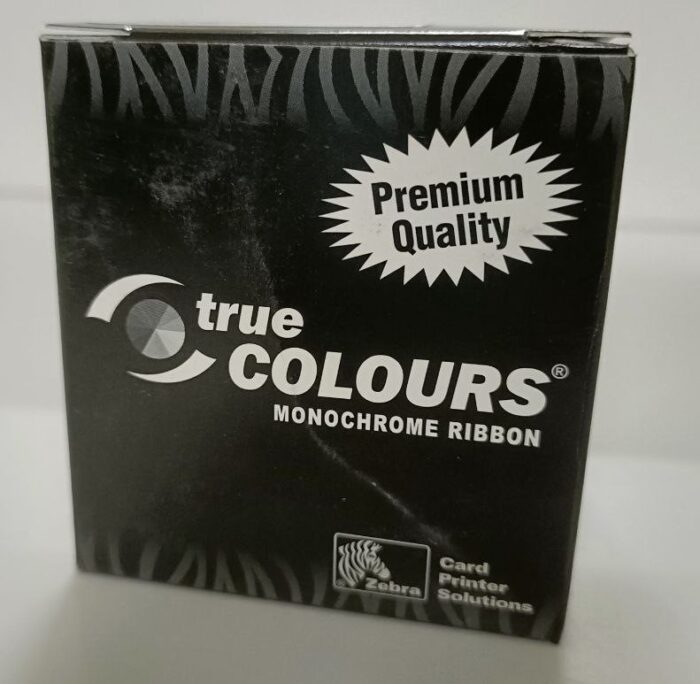 Premium
Quality
true
COLOURS®
MONOCHROME RIBBON
Zebra®
Card
Printer
Solutions